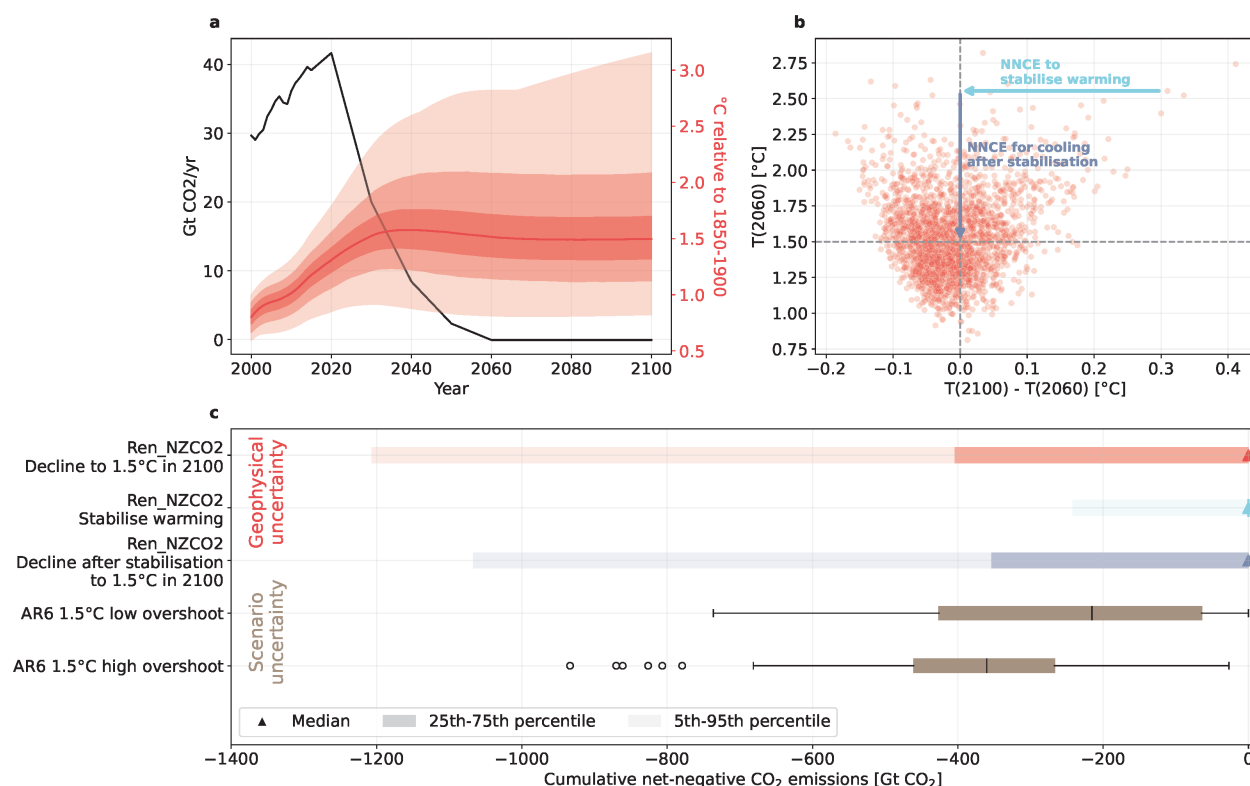 a
Gt CO2/yr
40
30
20
10
0
2000
2020
2040
2060
2080
2100
Year
3.0
2.5
2.0
1.5
1.0
0.5
°C relative to 1850-1900
b
T(2060) [°C]
2.75
2.50
2.25
2.00
1.75
1.50
1.25
1.00
0.75
NNCE to
stabilise warming
NNCE for cooling
after stabilisation
−0.2
−0.1
0.0
0.1
0.2
0.3
0.4
T(2100) - T(2060) [°C]
c
Ren_NZCO2
Decline to 1.5°C in 2100
Ren_NZCO2
Stabilise warming
Ren_NZCO2
Decline after stabilisation
to 1.5°C in 2100
AR6 1.5°C low overshoot
AR6 1.5°C high overshoot
Geophysical
uncertainty
Scenario
uncertainty
Median
25th-75th percentile
5th-95th percentile
−1400
−1200
−1000
−800
−600
−400
−200
0
Cumulative net-negative CO₂ emissions [Gt CO₂]